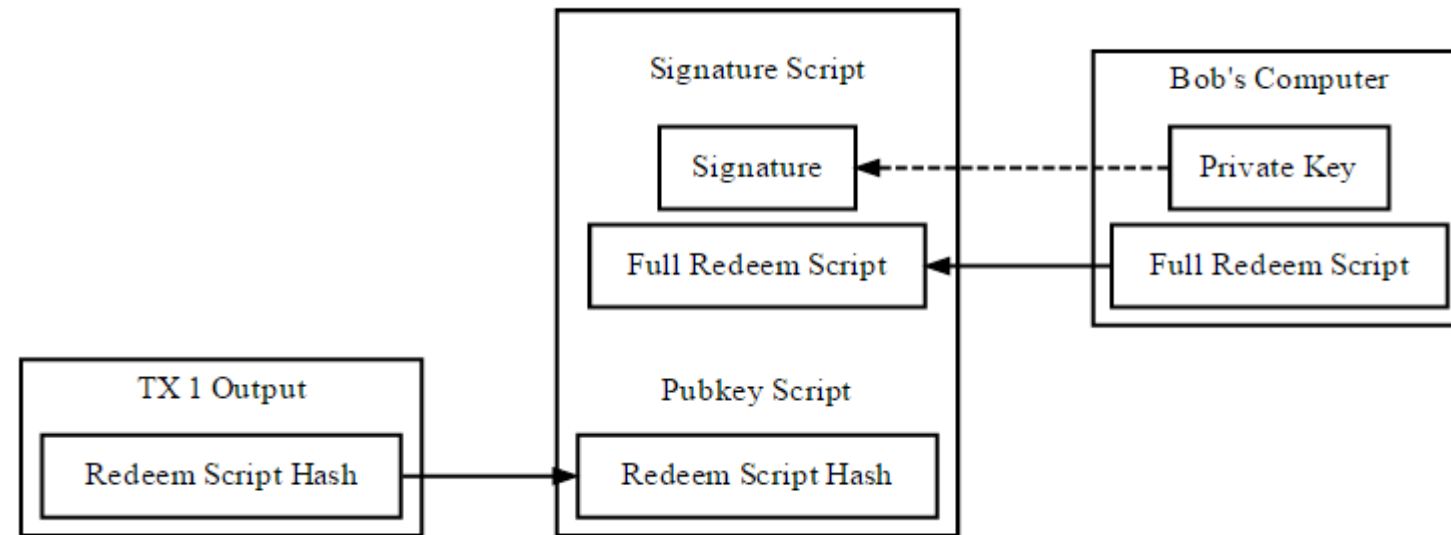 Signature Script
Signature
Full Redeem Script
Pubkey Script
Redeem Script Hash
Bob's Computer
Private Key
Full Redeem Script
TX 1 Output
Redeem Script Hash